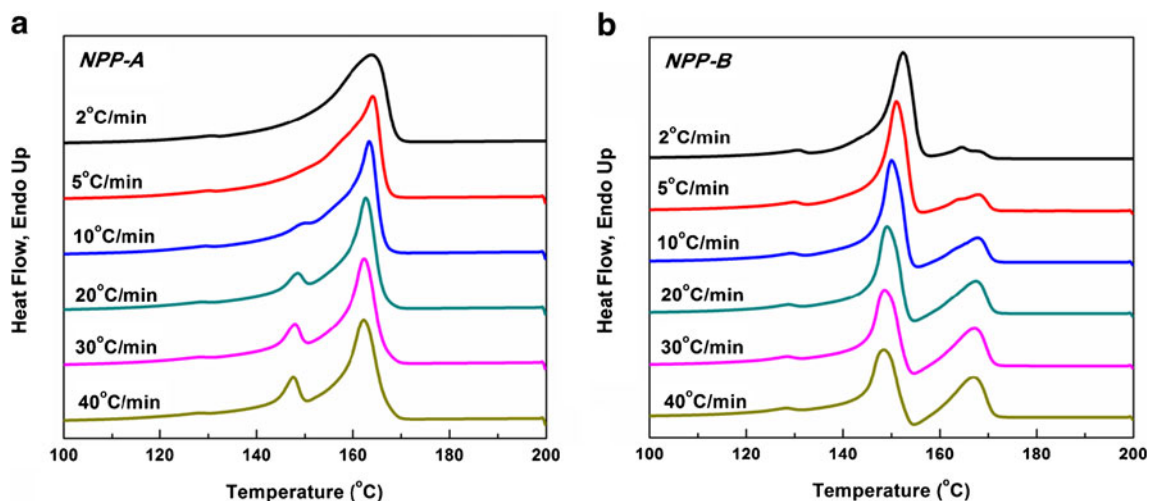 a
NPP-A
2°C/min
5°C/min
10°C/min
20°C/min
30°C/min
40°C/min
Heat Flow, Endo Up
100 120 140 160 180 200
Temperature (°C)
b
NPP-B
2°C/min
5°C/min
10°C/min
20°C/min
30°C/min
40°C/min
Heat Flow, Endo Up
100 120 140 160 180 200
Temperature (°C)